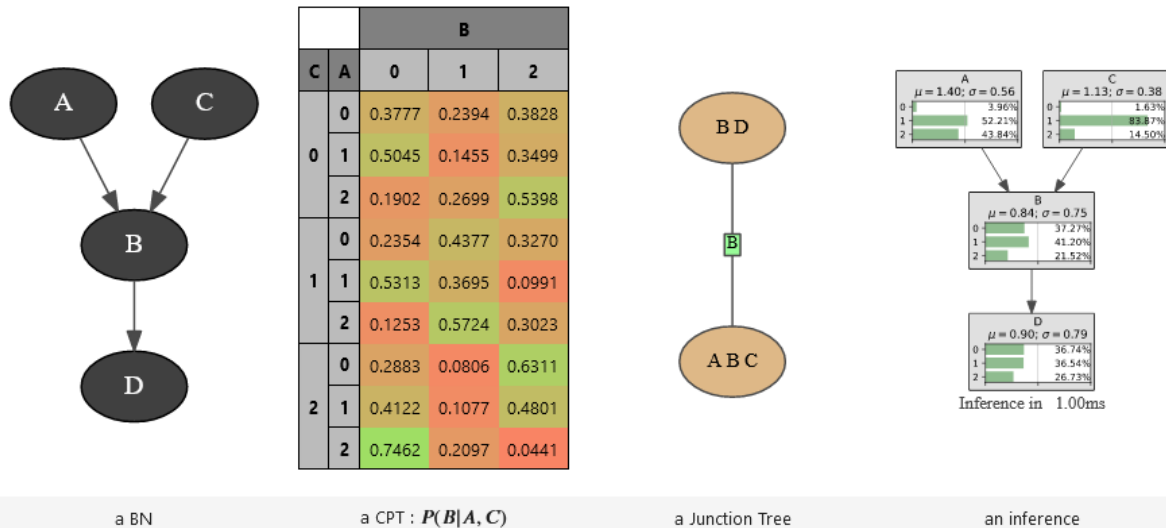 A
C
B
D
B
C A 0 1 2
0 0 0.3777 0.2394 0.3828
1 0.5045 0.1455 0.3499
2 0.1902 0.2699 0.5398
1 0 0.2354 0.4377 0.3270
1 0.5313 0.3695 0.0991
2 0.1253 0.5724 0.3023
2 0 0.2883 0.0806 0.6311
1 0.4122 0.1077 0.4801
2 0.7462 0.2097 0.0441
B D
B
A B C
A
μ = 1.40; σ = 0.56
0 3.96%
1 52.21%
2 43.84%
C
μ = 1.13; σ = 0.38
0 1.63%
1 83.87%
2 14.50%
B
μ = 0.84; σ = 0.75
0 37.27%
1 41.20%
2 21.52%
D
μ = 0.90; σ = 0.79
0 36.74%
1 36.54%
2 26.73%
Inference in 1.00ms
a BN
a CPT : P(B|A, C)
a Junction Tree
an inference